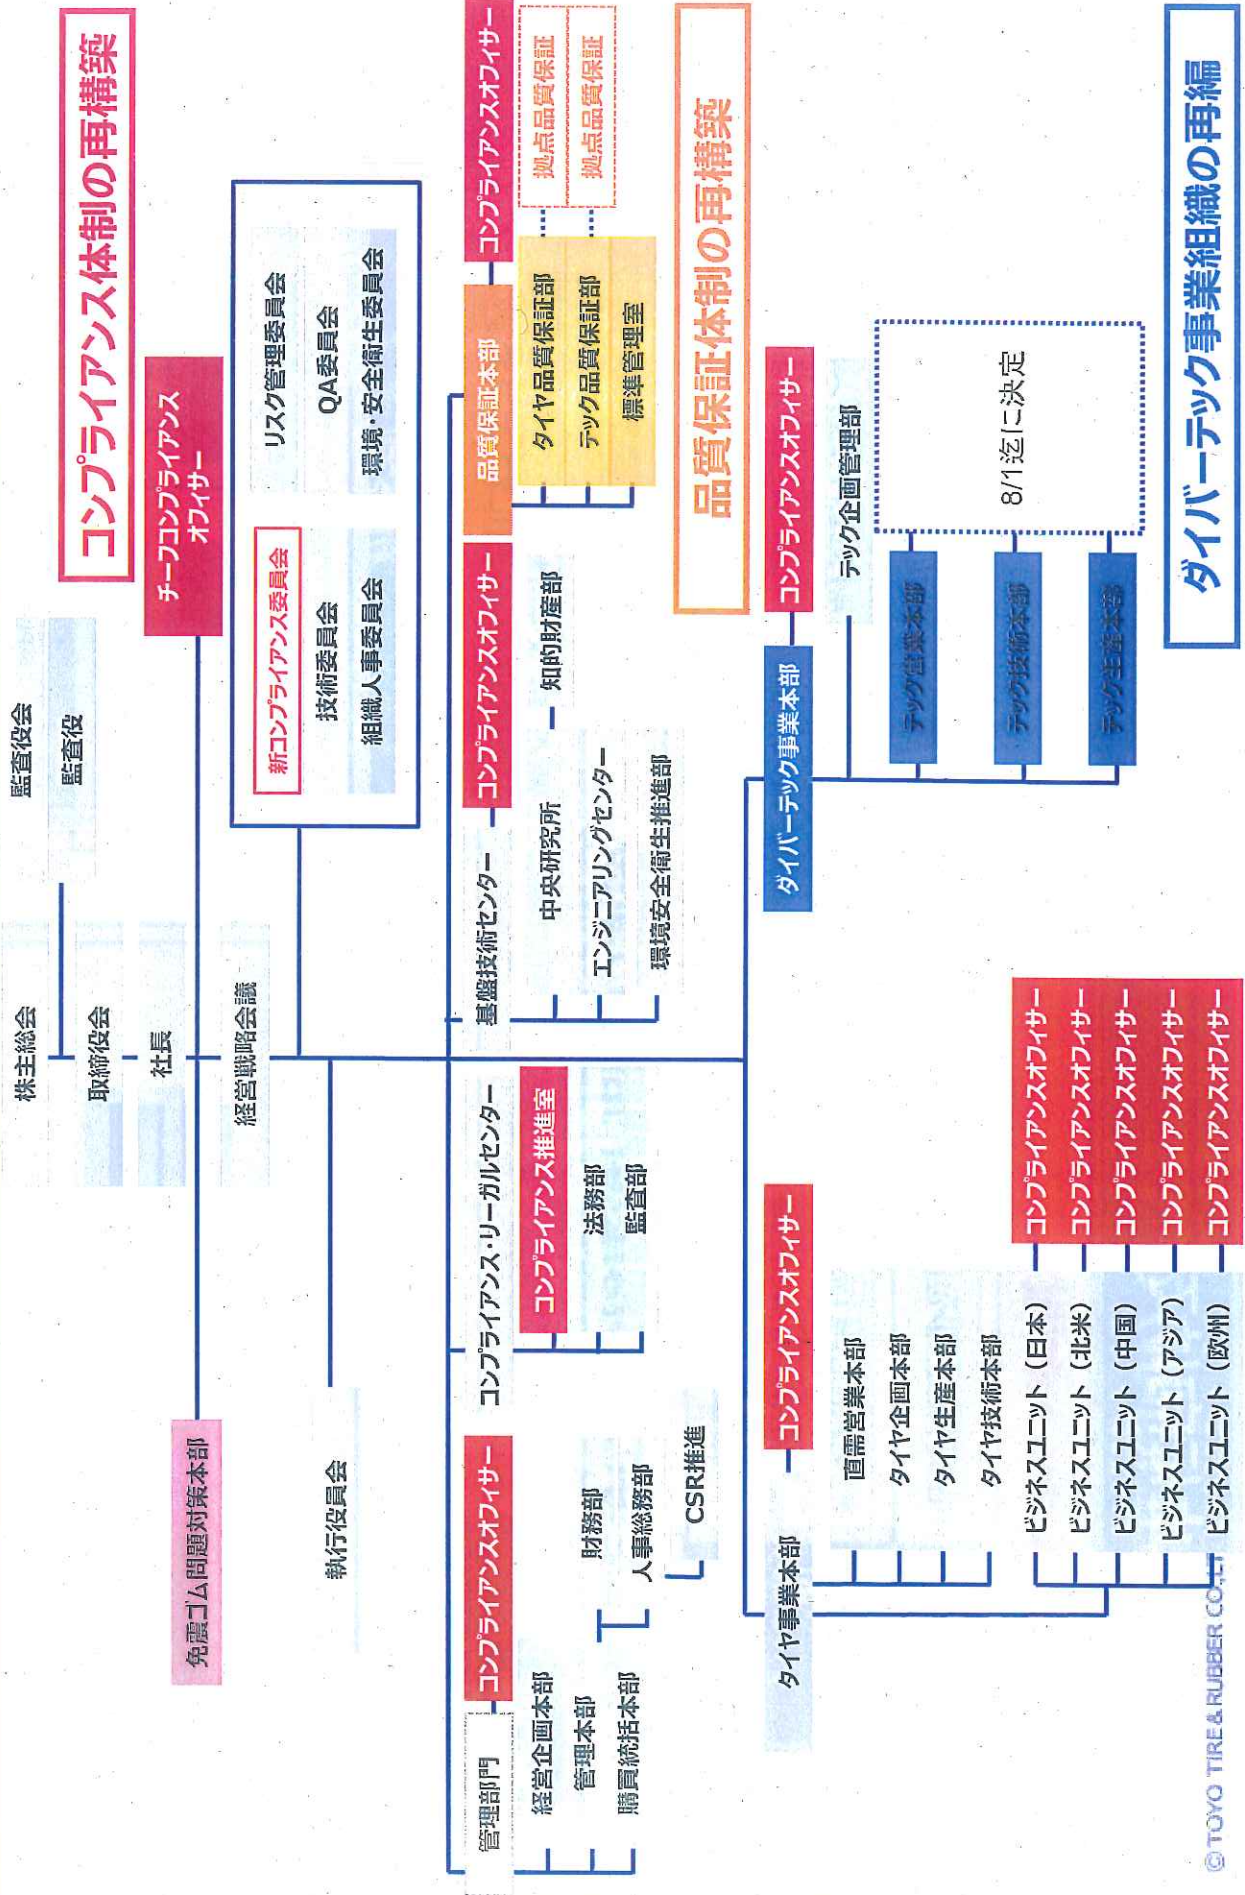 コンプライアンス体制の再構築
株主総会
監査役会
取締役会
監査役
社長
免震ゴム問題対策本部
チーフコンプライアンス
オフィサー
経営戦略会議
執行役員会
新コンプライアンス委員会
リスク管理委員会
技術委員会
QA委員会
組織人事委員会
環境・安全衛生委員会
管理部門
コンプライアンスオフィサー
経営企画本部
管理本部
財務部
購買統括本部
人事総務部
CSR推進
コンプライアンス・リーガルセンター
コンプライアンス推進室
法務部
監査部
基盤技術センター
コンプライアンスオフィサー
中央研究所
知的財産部
エンジニアリングセンター
環境安全衛生推進部
品質保証本部
コンプライアンスオフィサー
タイヤ品質保証部
拠点品質保証
テック品質保証部
拠点品質保証
標準管理室
品質保証体制の再構築
タイヤ事業本部
コンプライアンスオフィサー
直需営業本部
タイヤ企画本部
タイヤ生産本部
タイヤ技術本部
ビジネスユニット（日本）
コンプライアンスオフィサー
ビジネスユニット（北米）
コンプライアンスオフィサー
ビジネスユニット（中国）
コンプライアンスオフィサー
ビジネスユニット（アジア）
コンプライアンスオフィサー
ビジネスユニット（欧州）
コンプライアンスオフィサー
ダイバーテック事業本部
コンプライアンスオフィサー
テック企画管理部
テック営業本部
テック技術本部
テック生産本部
8/1迄に決定
ダイバーテック事業組織の再編
© TOYO TIRE & RUBBER CO.,LT